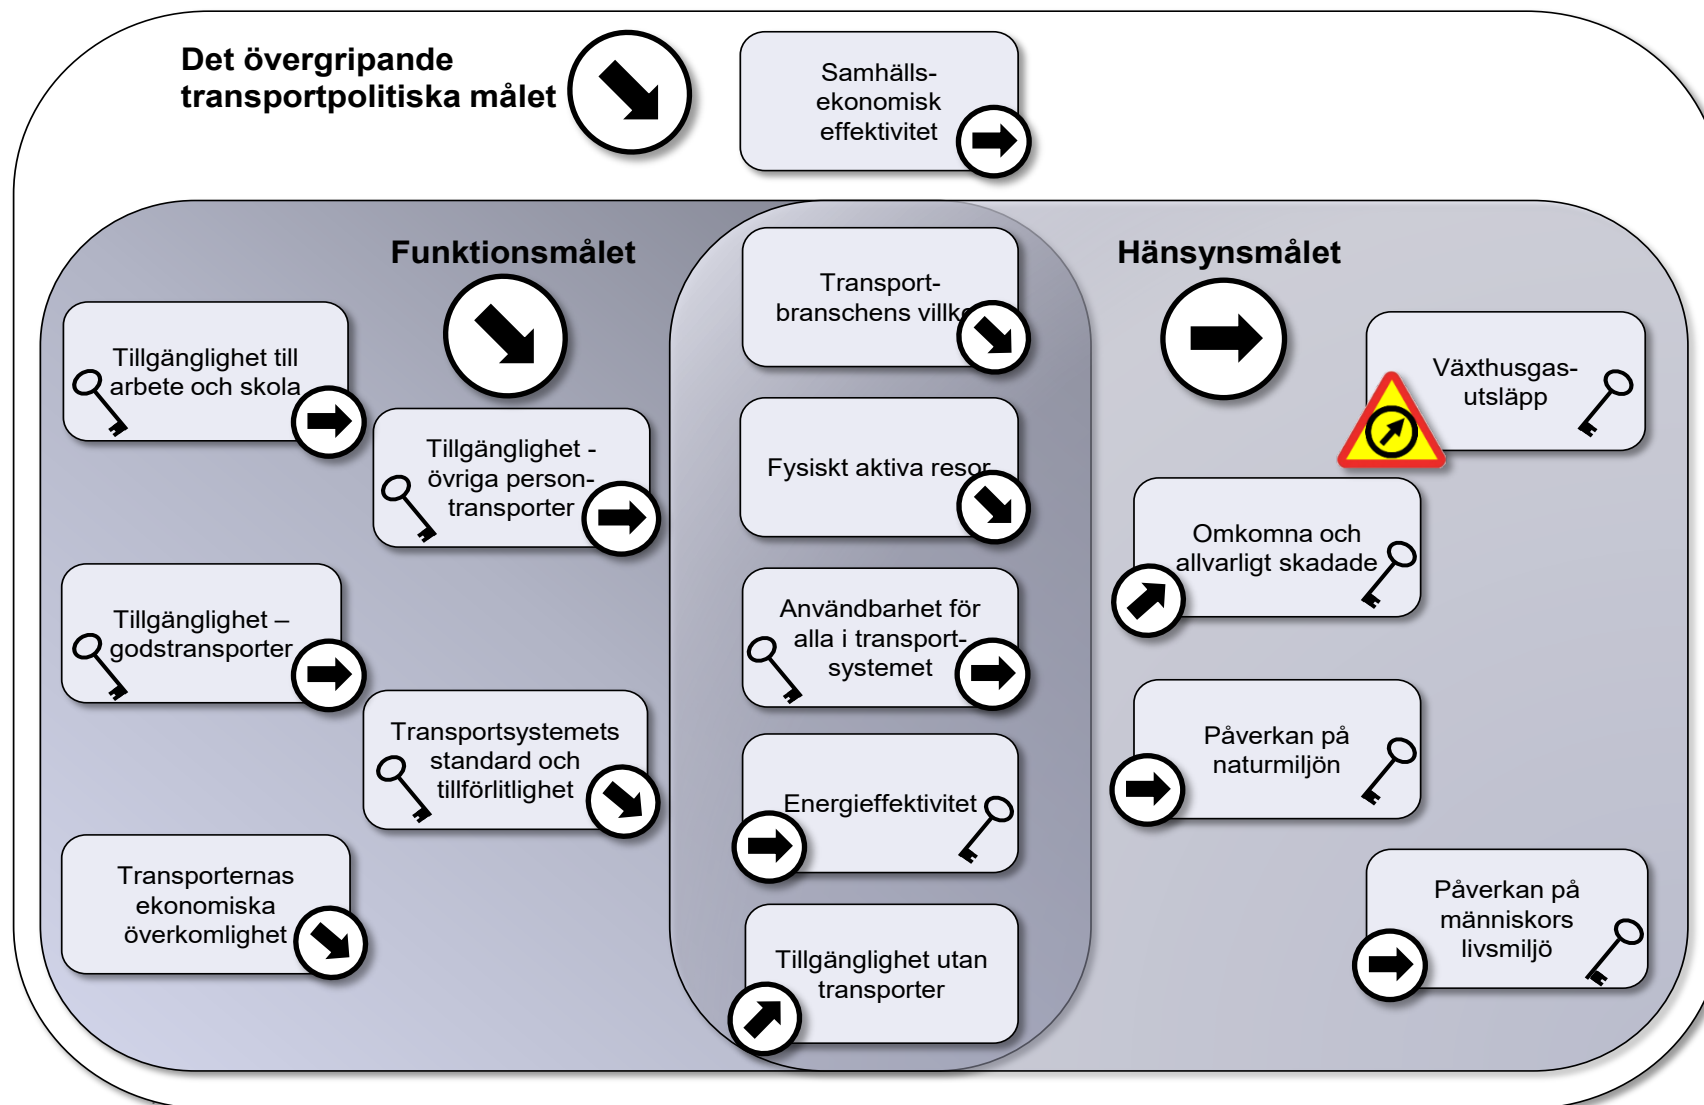 Det övergripande
transportpolitiska målet
Samhälls-
ekonomisk
effektivitet
Funktionsmålet
Tillgänglighet till
arbete och skola
Tillgänglighet -
övriga person-
transporter
Tillgänglighet –
godstransporter
Transportsystemets
standard och
tillförlitlighet
Transporternas
ekonomiska
överkomlighet
Transport-
branschens villko
Fysiskt aktiva resor
Användbarhet för
alla i transport-
systemet
Energieffektivitet
Tillgänglighet utan
transporter
Hänsynsmålet
Växthusgas-
utsläpp
Omkomna och
allvarligt skadade
Påverkan på
naturmiljön
Påverkan på
människors
livsmiljö